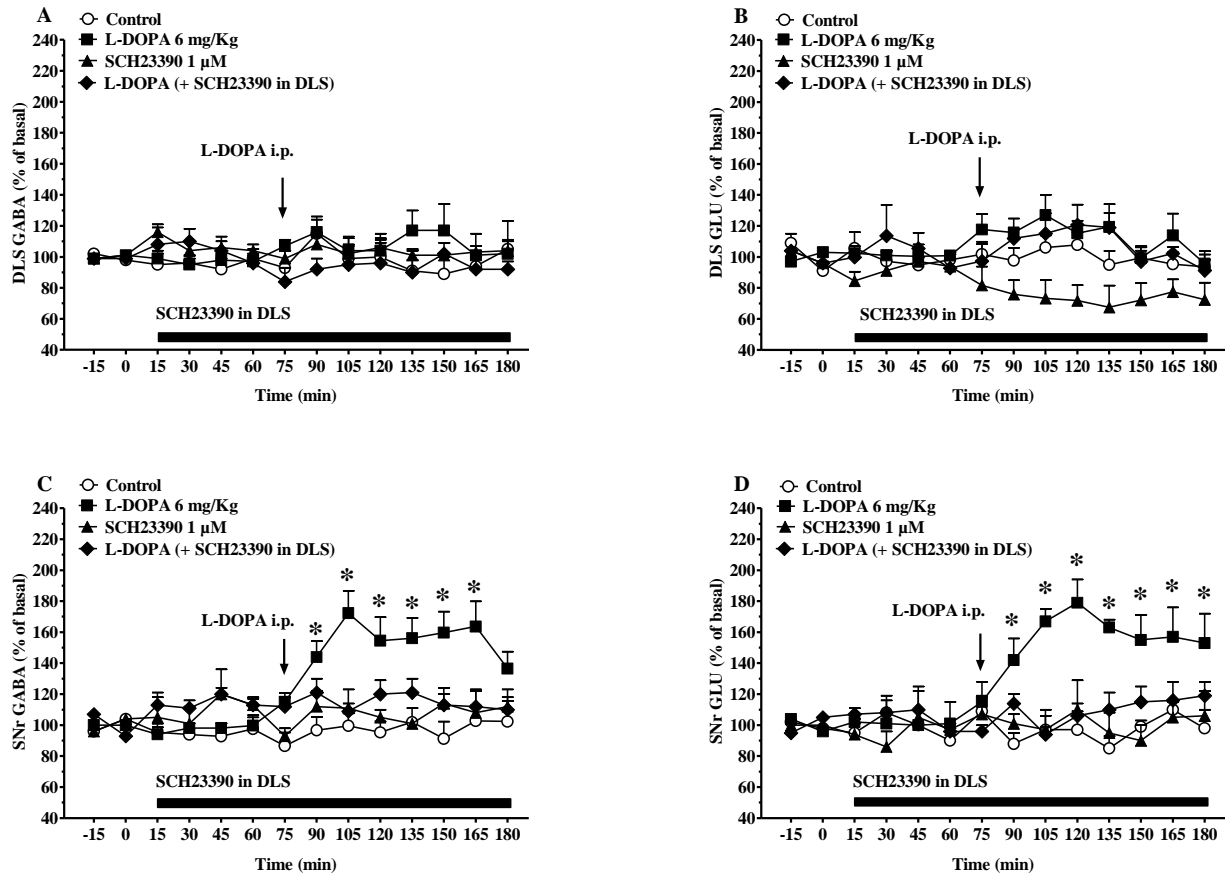 A
Control
L-DOPA 6 mg/Kg
SCH23390 1 µM
L-DOPA (+ SCH23390 in DLS)
240
220
200
180
160
140
120
100
80
60
40
DLS GABA (% of basal)
L-DOPA i.p.
SCH23390 in DLS
-15 0 15 30 45 60 75 90 105 120 135 150 165 180
Time (min)
B
Control
L-DOPA 6 mg/Kg
SCH23390 1 µM
L-DOPA (+ SCH23390 in DLS)
240
220
200
180
160
140
120
100
80
60
40
DLS GLU (% of basal)
L-DOPA i.p.
SCH23390 in DLS
-15 0 15 30 45 60 75 90 105 120 135 150 165 180
Time (min)
C
Control
L-DOPA 6 mg/Kg
SCH23390 1 µM
L-DOPA (+ SCH23390 in DLS)
240
220
200
180
160
140
120
100
80
60
40
SNr GABA (% of basal)
L-DOPA i.p.
* * * * * *
SCH23390 in DLS
-15 0 15 30 45 60 75 90 105 120 135 150 165 180
Time (min)
D
Control
L-DOPA 6 mg/Kg
SCH23390 1 µM
L-DOPA (+ SCH23390 in DLS)
240
220
200
180
160
140
120
100
80
60
40
SNr GLU (% of basal)
L-DOPA i.p.
* * * * * * *
SCH23390 in DLS
-15 0 15 30 45 60 75 90 105 120 135 150 165 180
Time (min)